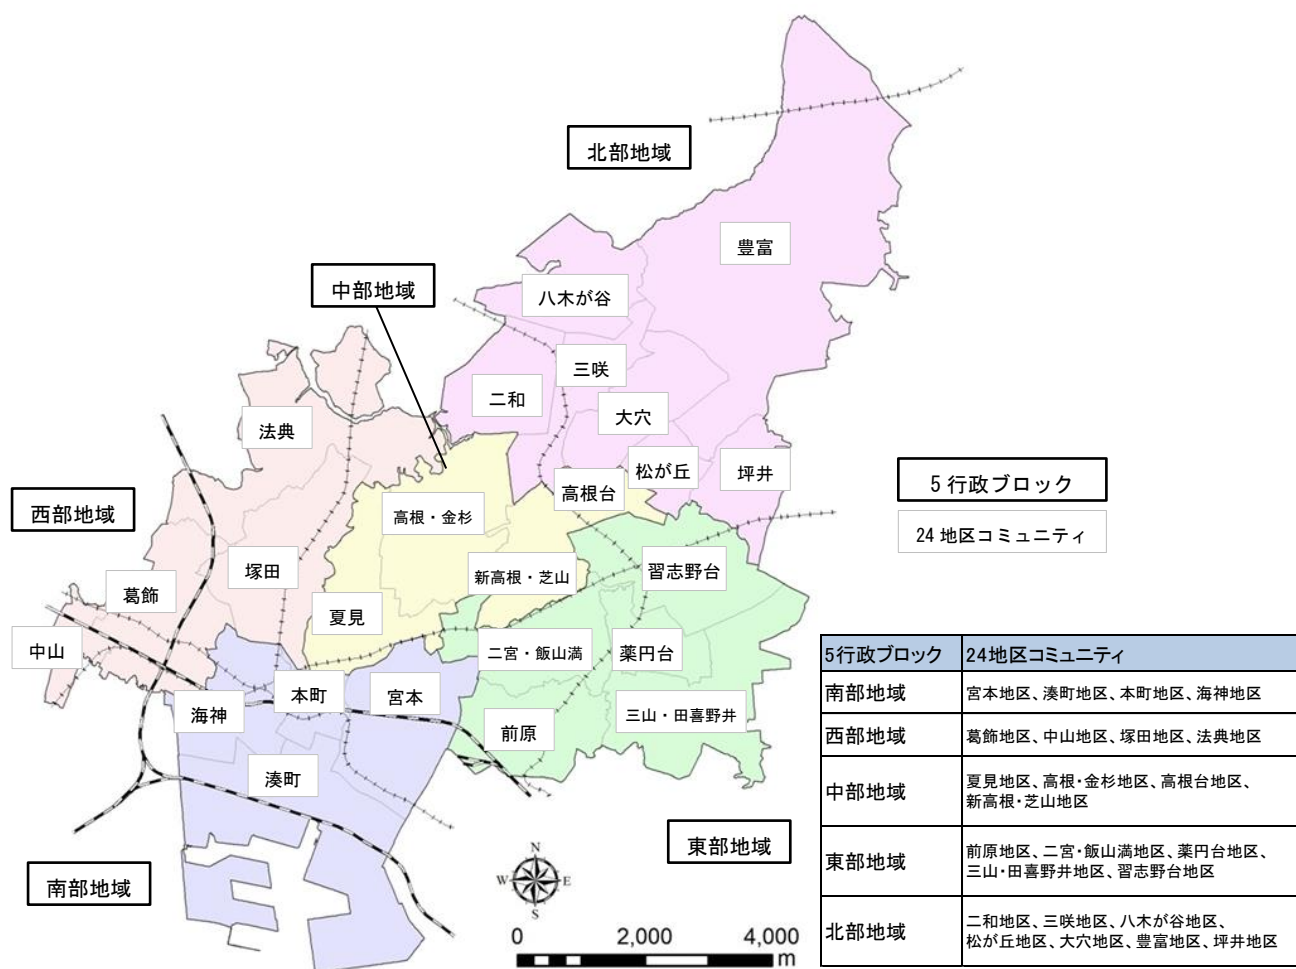 北部地域
豊富
中部地域
八木が谷
三咲
二和
大穴
法典
松が丘
坪井
高根台
西部地域
高根・金杉
5行政ブロック
24地区コミュニティ
塚田
新高根・芝山
習志野台
葛飾
夏見
中山
二宮・飯山満
薬円台
本町
宮本
海神
三山・田喜野井
前原
湊町
東部地域
南部地域
N
W
E
S
0
2,000
4,000
m
5行政ブロック 24地区コミュニティ
南部地域 宮本地区、湊町地区、本町地区、海神地区
西部地域 葛飾地区、中山地区、塚田地区、法典地区
中部地域 夏見地区、高根・金杉地区、高根台地区、
新高根・芝山地区
東部地域 前原地区、二宮・飯山満地区、薬円台地区、
三山・田喜野井地区、習志野台地区
北部地域 二和地区、三咲地区、八木が谷地区、
松が丘地区、大穴地区、豊富地区、坪井地区